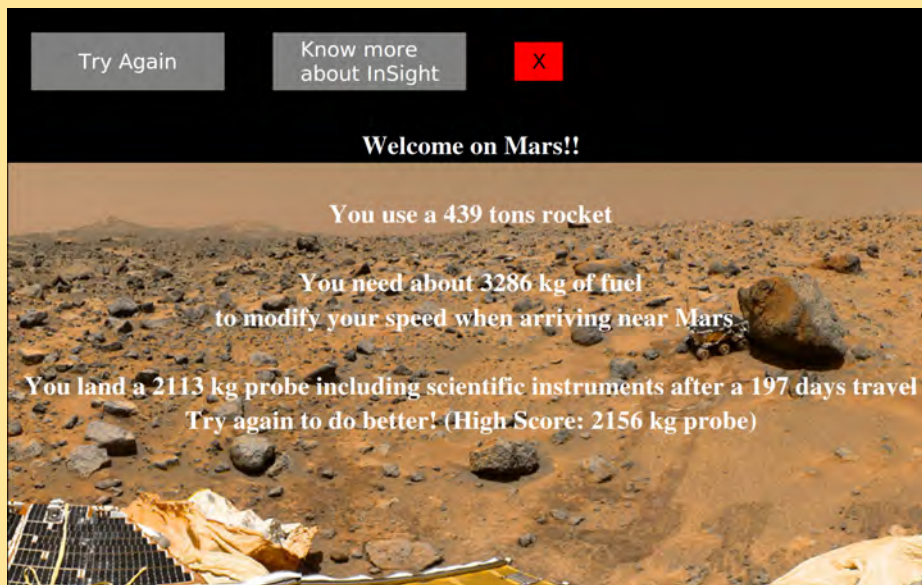 Try Again
Know more
about InSight
X
Welcome on Mars!!
You use a 439 tons rocket
You need about 3286 kg of fuel
to modify your speed when arriving near Mars
You land a 2113 kg probe including scientific instruments after a 197 days travel
Try again to do better! (High Score: 2156 kg probe)